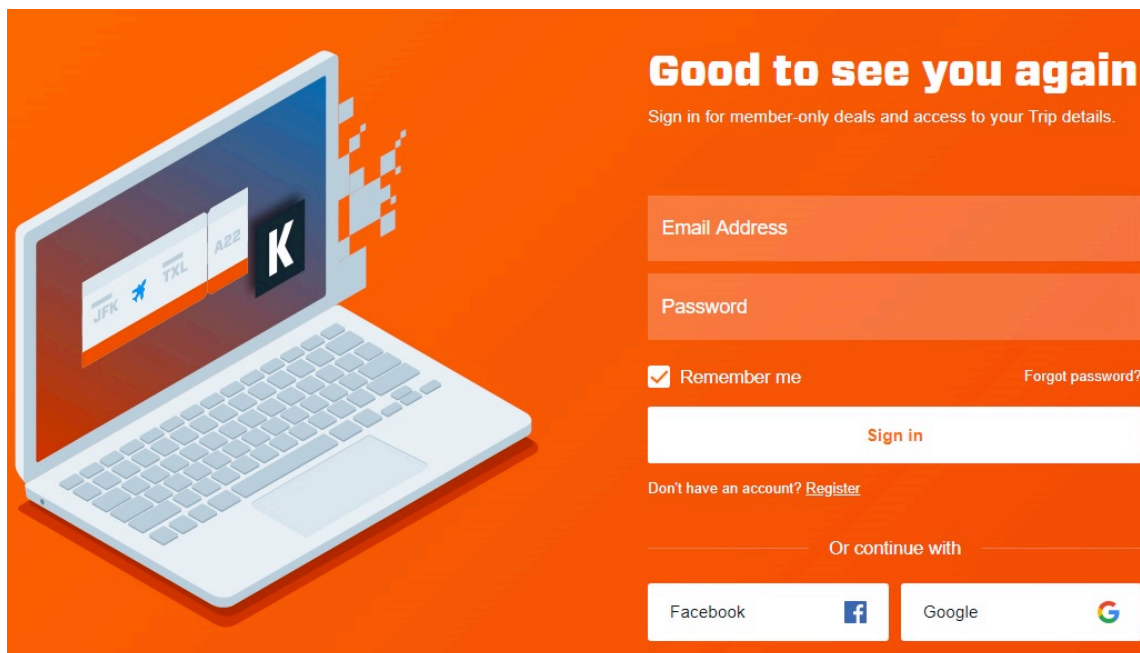 Good to see you again
Sign in for member-only deals and access to your Trip details.
Email Address
Password
Remember me
Forgot password?
Sign in
Don't have an account? Register
Or continue with
Facebook
Google
JFK TXL A22
K